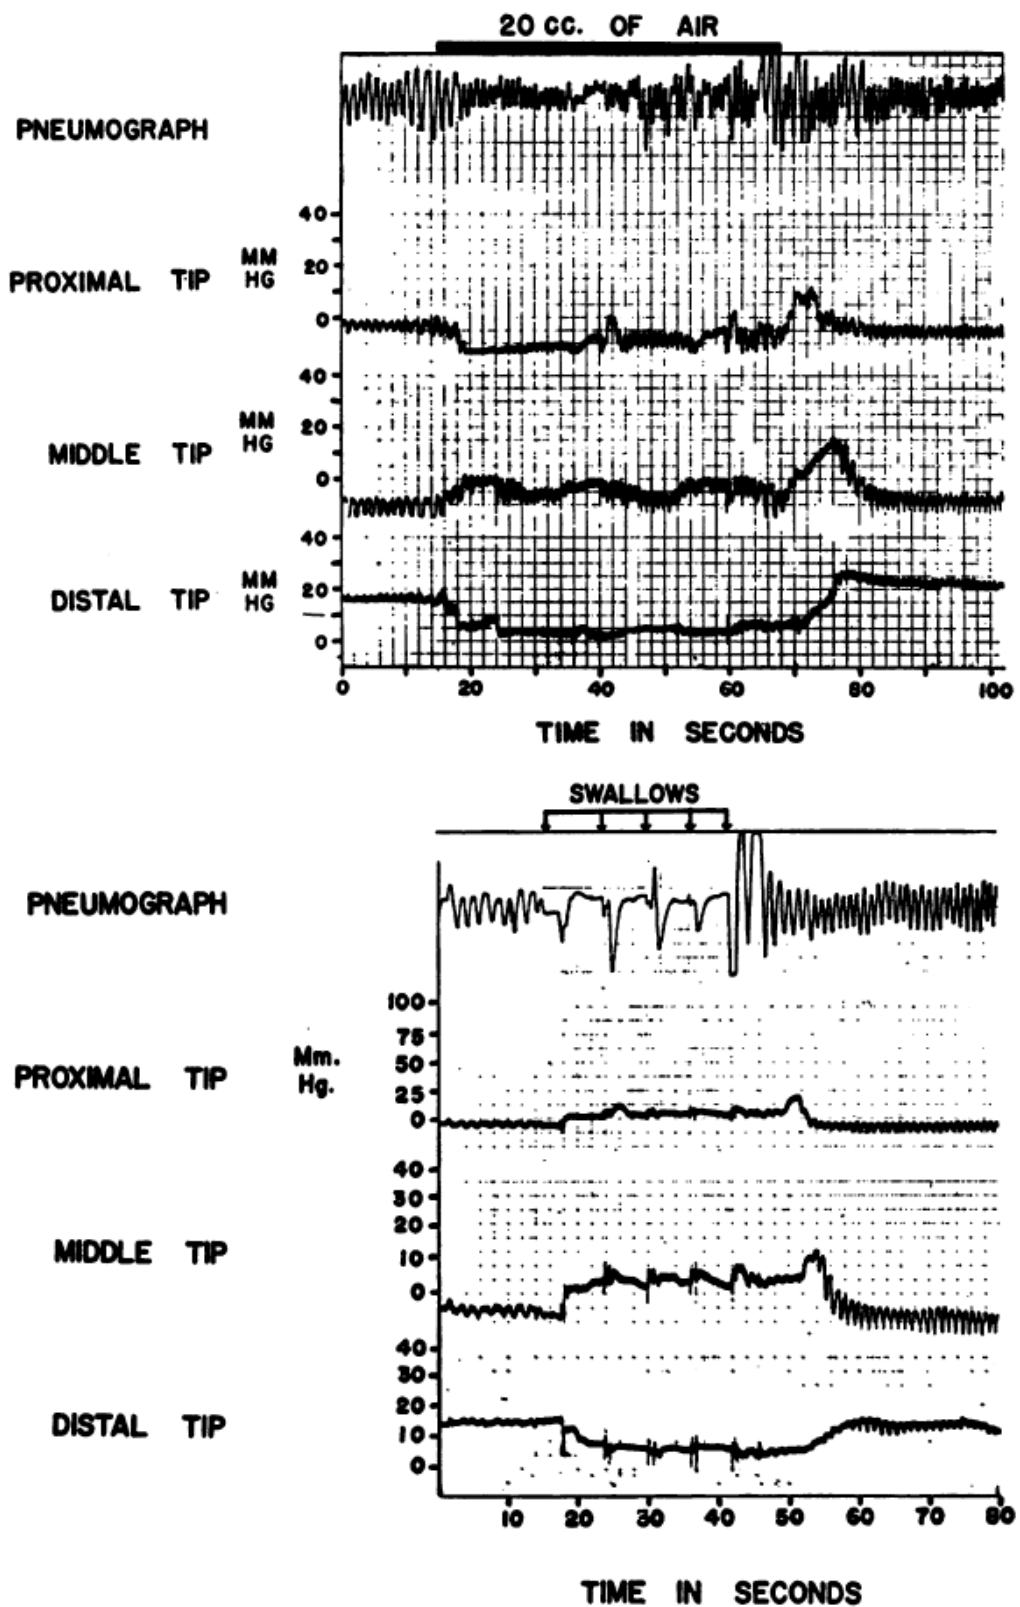 20 CC. OF AIR
PNEUMOGRAPH
40
20
0
PROXIMAL TIP
MM
HG
40
20
0
MIDDLE TIP
MM
HG
40
20
0
DISTAL TIP
MM
HG
0 20 40 60 80 100
TIME IN SECONDS
SWALLOWS
PNEUMOGRAPH
100
75
50
25
0
PROXIMAL TIP
Mm.
Hg.
40
30
20
10
0
MIDDLE TIP
40
30
20
10
0
DISTAL TIP
10 20 30 40 50 60 70 80
TIME IN SECONDS